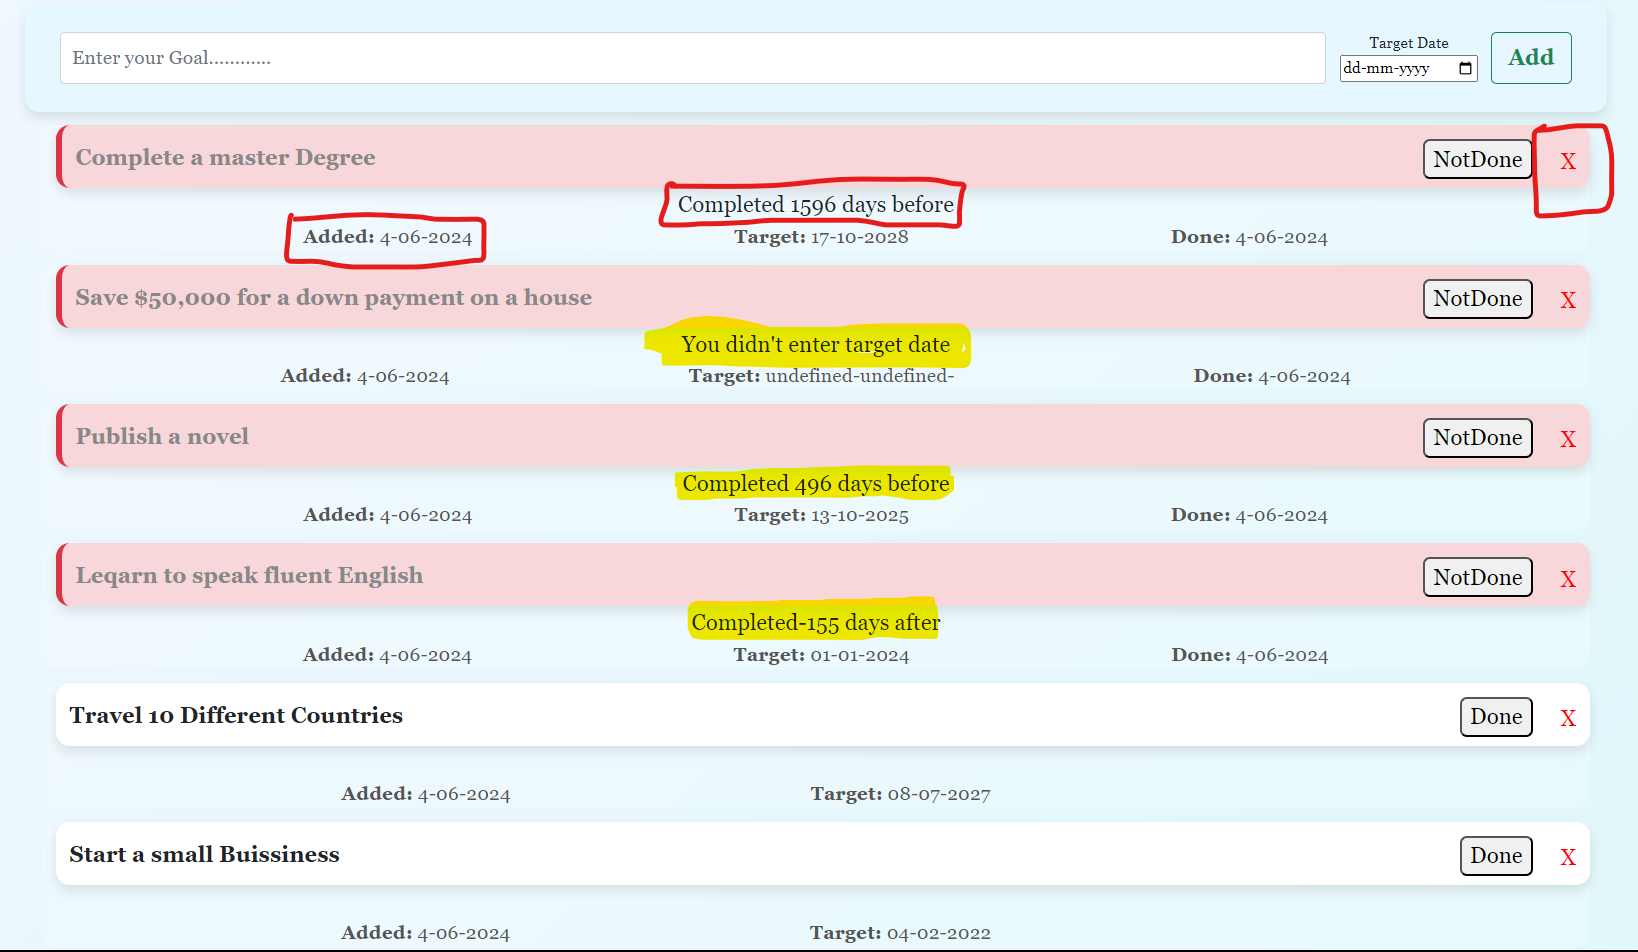 Enter your Goal............
Target Date
dd-mm-yyyy
Add
Complete a master Degree
NotDone
X
Completed 1596 days before
Added: 4-06-2024
Target: 17-10-2028
Done: 4-06-2024
Save $50,000 for a down payment on a house
NotDone
X
You didn't enter target date
Added: 4-06-2024
Target: undefined-undefined-
Done: 4-06-2024
Publish a novel
NotDone
X
Completed 496 days before
Added: 4-06-2024
Target: 13-10-2025
Done: 4-06-2024
Leqarn to speak fluent English
NotDone
X
Completed-155 days after
Added: 4-06-2024
Target: 01-01-2024
Done: 4-06-2024
Travel 10 Different Countries
Done
X
Added: 4-06-2024
Target: 08-07-2027
Start a small Buissiness
Done
X
Added: 4-06-2024
Target: 04-02-2022